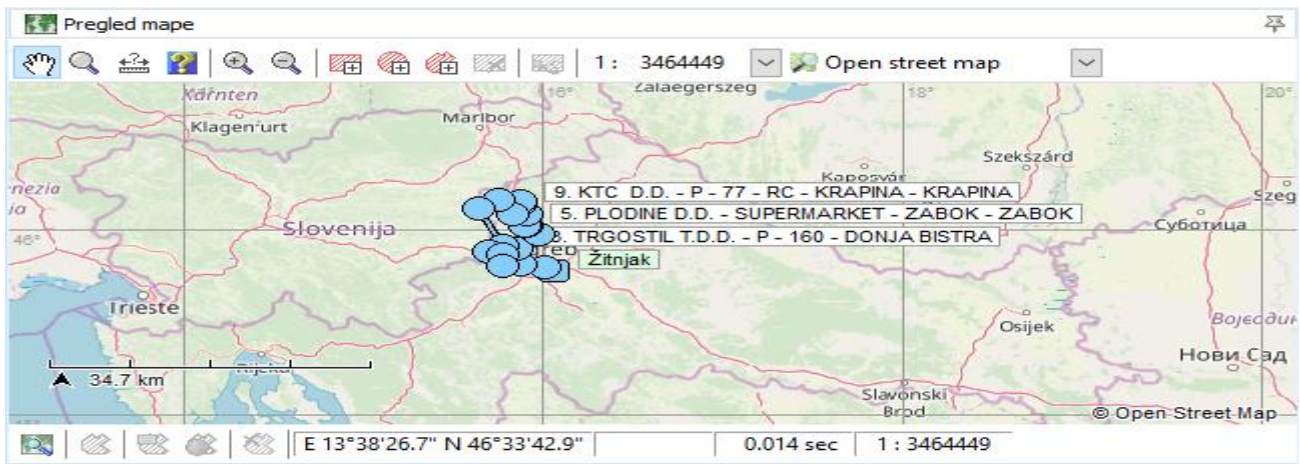 Pregled mape
1 : 3464449 Open street map
Kärnten
16°
Zalaegerszeg
18°
20°
Klagenfurt
Maribor
Szekszárd
Kaposvár
nezia
ia
9. KTC D.D. - P - 77 - RC - KRAPINA - KRAPINA
Szeg
5. PLODINE D.D. - SUPERMARKET - ZABOK - ZABOK
Slovenija
Суботица
46°
3. TRGOSTIL T.D.D. - P - 160 - DONJA BISTRA
greb
Žitnjak
Trieste
Osijek
Војводин
Нови Сад
Rijeka
34.7 km
Slavonski
Brod
© Open Street Map
E 13°38'26.7" N 46°33'42.9" 0.014 sec 1 : 3464449